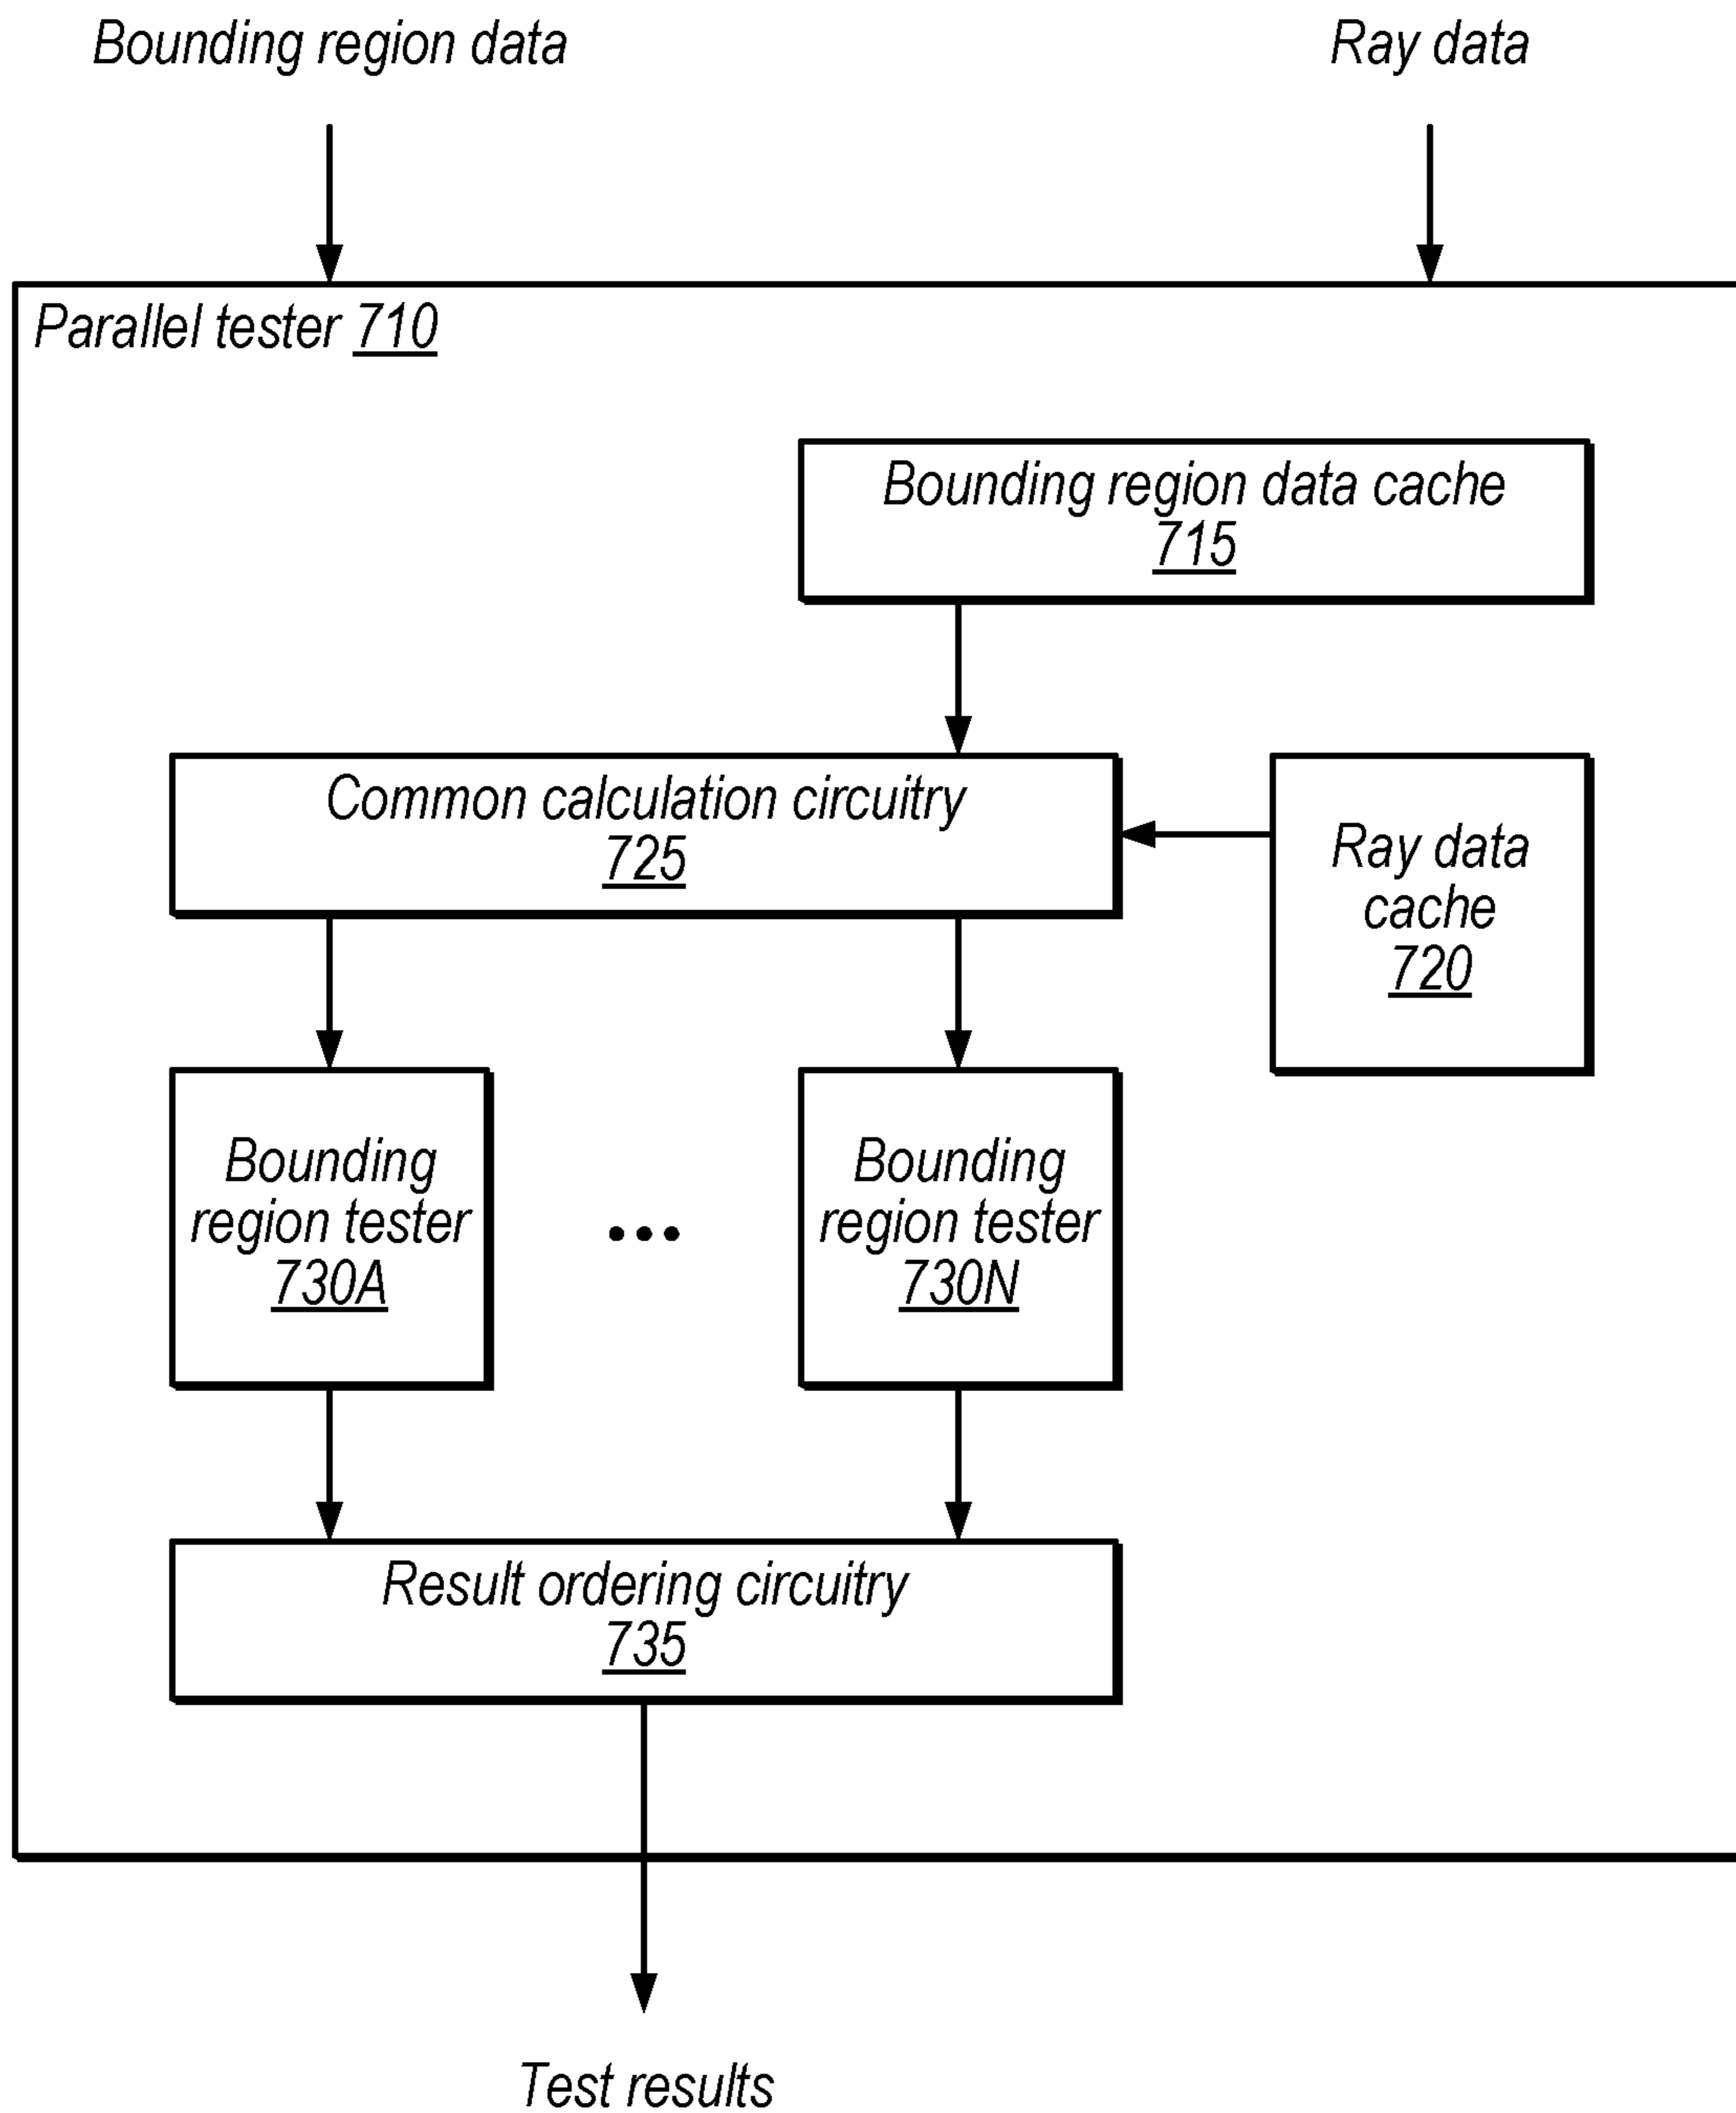 Bounding region data
Ray data
Parallel tester 710
Bounding region data cache
715
Common calculation circuitry
725
Ray data
cache
720
Bounding
region tester
730A
...
Bounding
region tester
730N
Result ordering circuitry
735
Test results